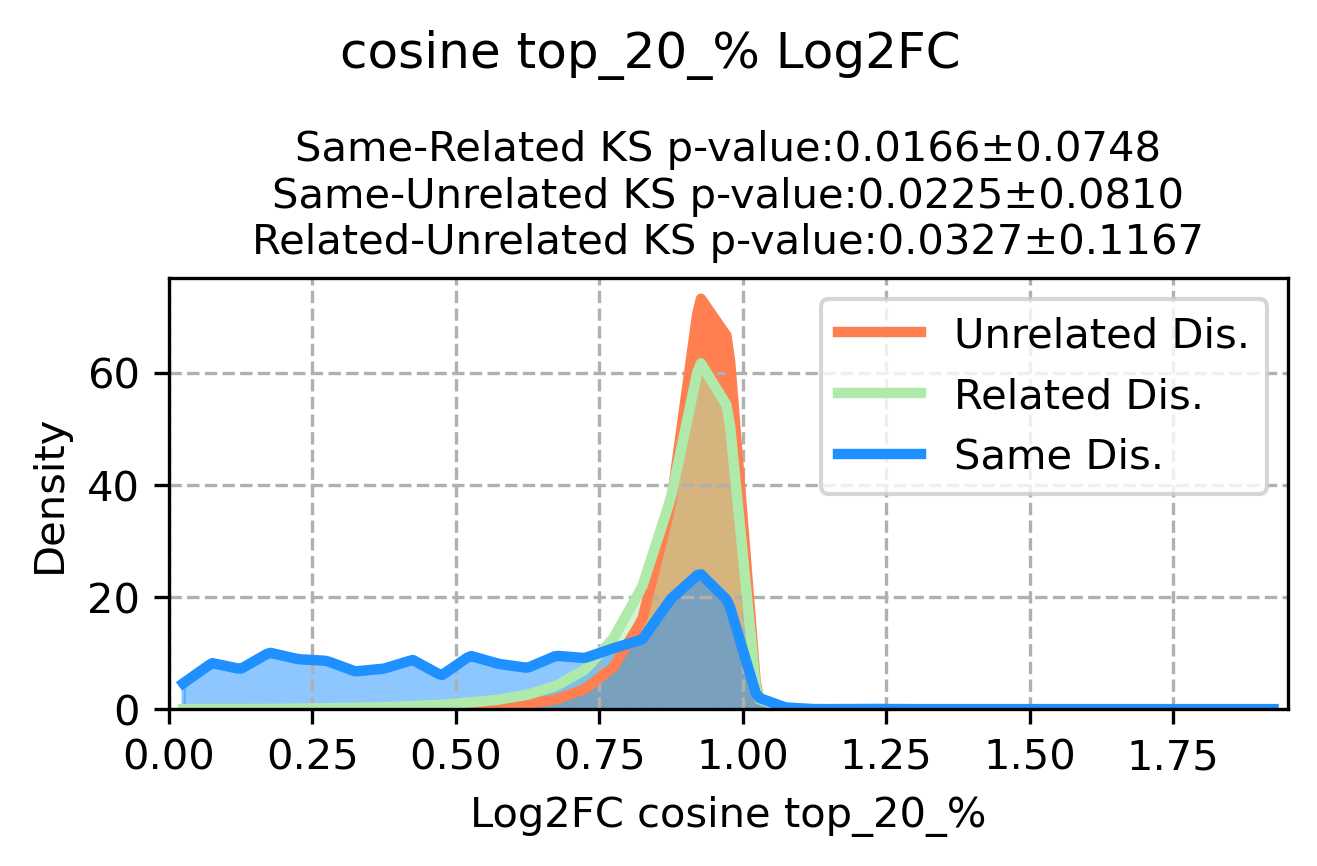 cosine top_20_% Log2FC
Same-Related KS p-value:0.0166±0.0748
Same-Unrelated KS p-value:0.0225±0.0810
Related-Unrelated KS p-value:0.0327±0.1167
Unrelated Dis.
Related Dis.
Same Dis.
Density
60
40
20
0
0.00 0.25 0.50 0.75 1.00 1.25 1.50 1.75
Log2FC cosine top_20_%